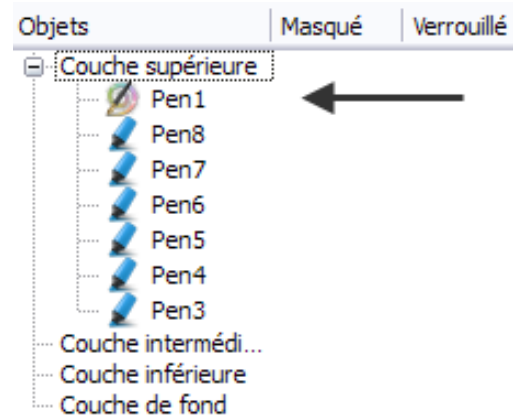 Objets Masqué Verrouillé
Couche supérieure
Pen1
Pen8
Pen7
Pen6
Pen5
Pen4
Pen3
Couche intermédi...
Couche inférieure
Couche de fond